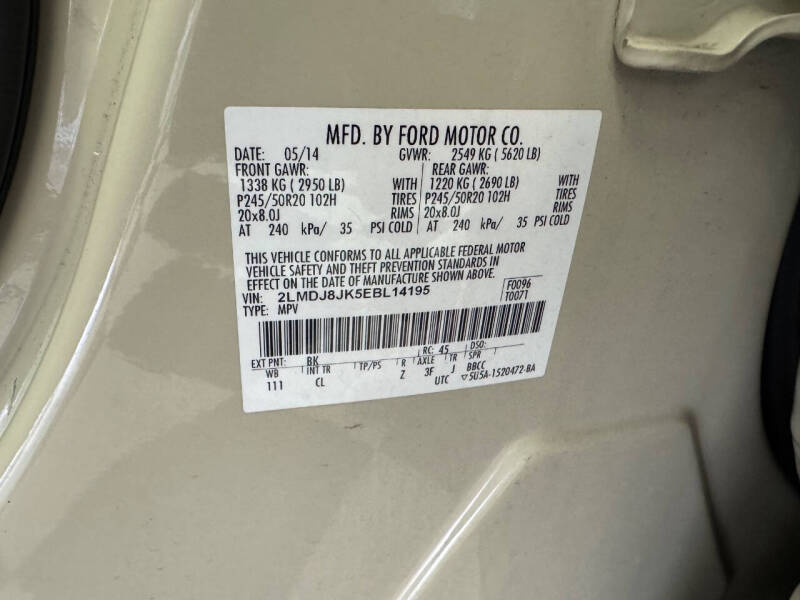 MFD. BY FORD MOTOR CO.
DATE: 05/14 GVWR: 2549 KG ( 5620 LB)
FRONT GAWR: REAR GAWR:
1338 KG ( 2950 LB) WITH 1220 KG ( 2690 LB) WITH
P245/50R20 102H TIRES P245/50R20 102H TIRES
20x8.0J RIMS 20x8.0J RIMS
AT 240 kPa/ 35 PSI COLD AT 240 kPa/ 35 PSI COLD
THIS VEHICLE CONFORMS TO ALL APPLICABLE FEDERAL MOTOR
VEHICLE SAFETY AND THEFT PREVENTION STANDARDS IN
EFFECT ON THE DATE OF MANUFACTURE SHOWN ABOVE.
VIN: 2LMDJ8JK5EBL14195 F0096
TYPE: MPV T0071
EXT PNT: BK RC: 45 DSO:
WB INT TR TP/PS R AXLE TR SPR
111 CL Z 3F J BBCC
UTC ▽5U5A-1520472-BA